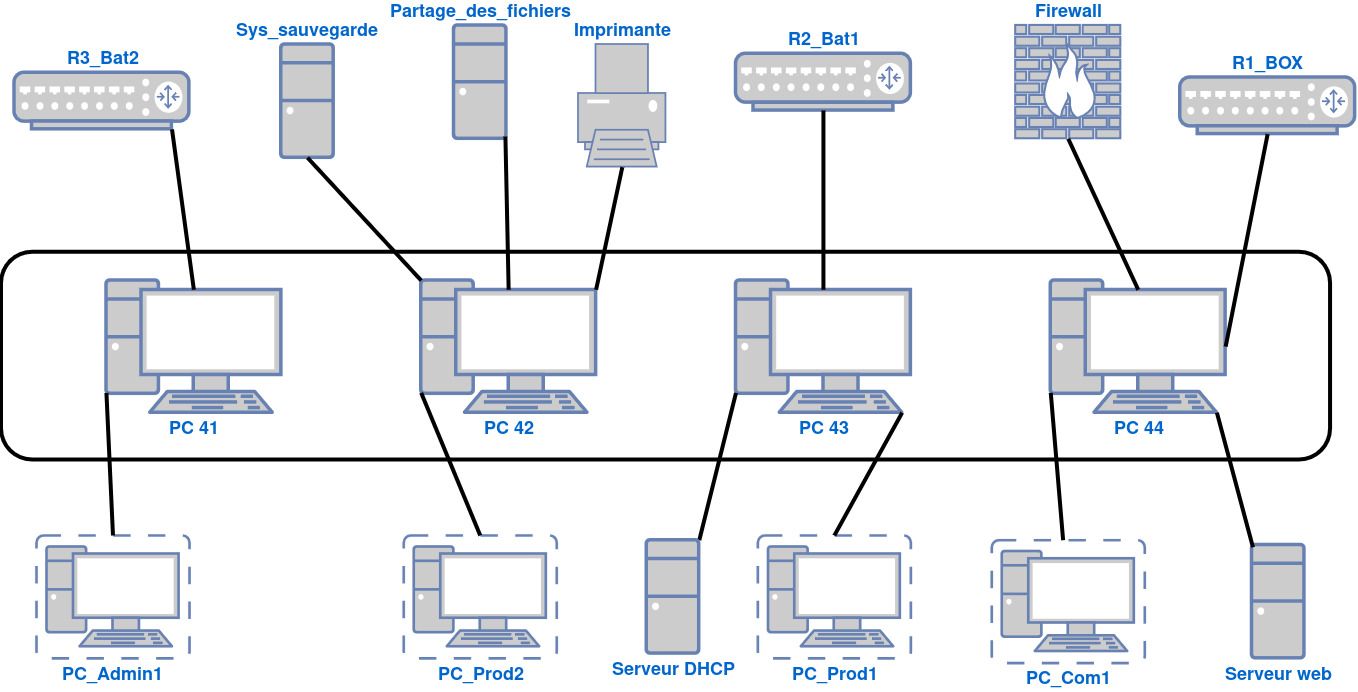 Partage_des_fichiers
Firewall
Sys_sauvegarde
Imprimante
R2_Bat1
R3_Bat2
R1_BOX
PC 41
PC 42
PC 43
PC 44
PC_Admin1
PC_Prod2
Serveur DHCP
PC_Prod1
PC_Com1
Serveur web